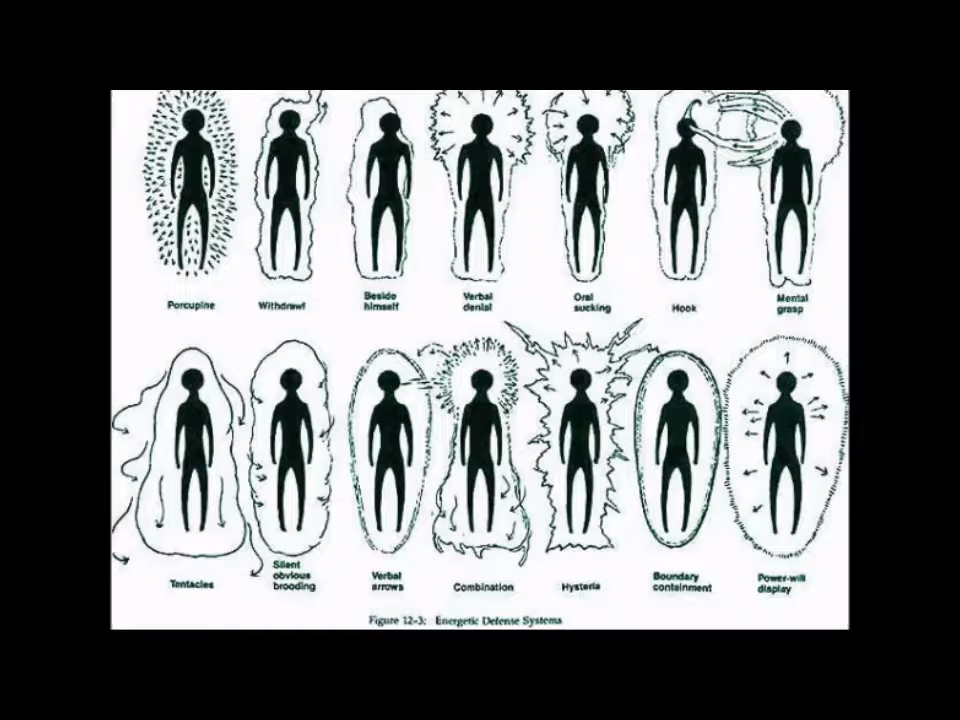 Porcupine
Withdrawl
Beside
himself
Verbal
denial
Oral
sucking
Hook
Mental
grasp
Tentacles
Silent
obvious
brooding
Verbal
arrows
Combination
Hysteria
Boundary
containment
Power-will
display
Figure 12-3: Energetic Defense Systems